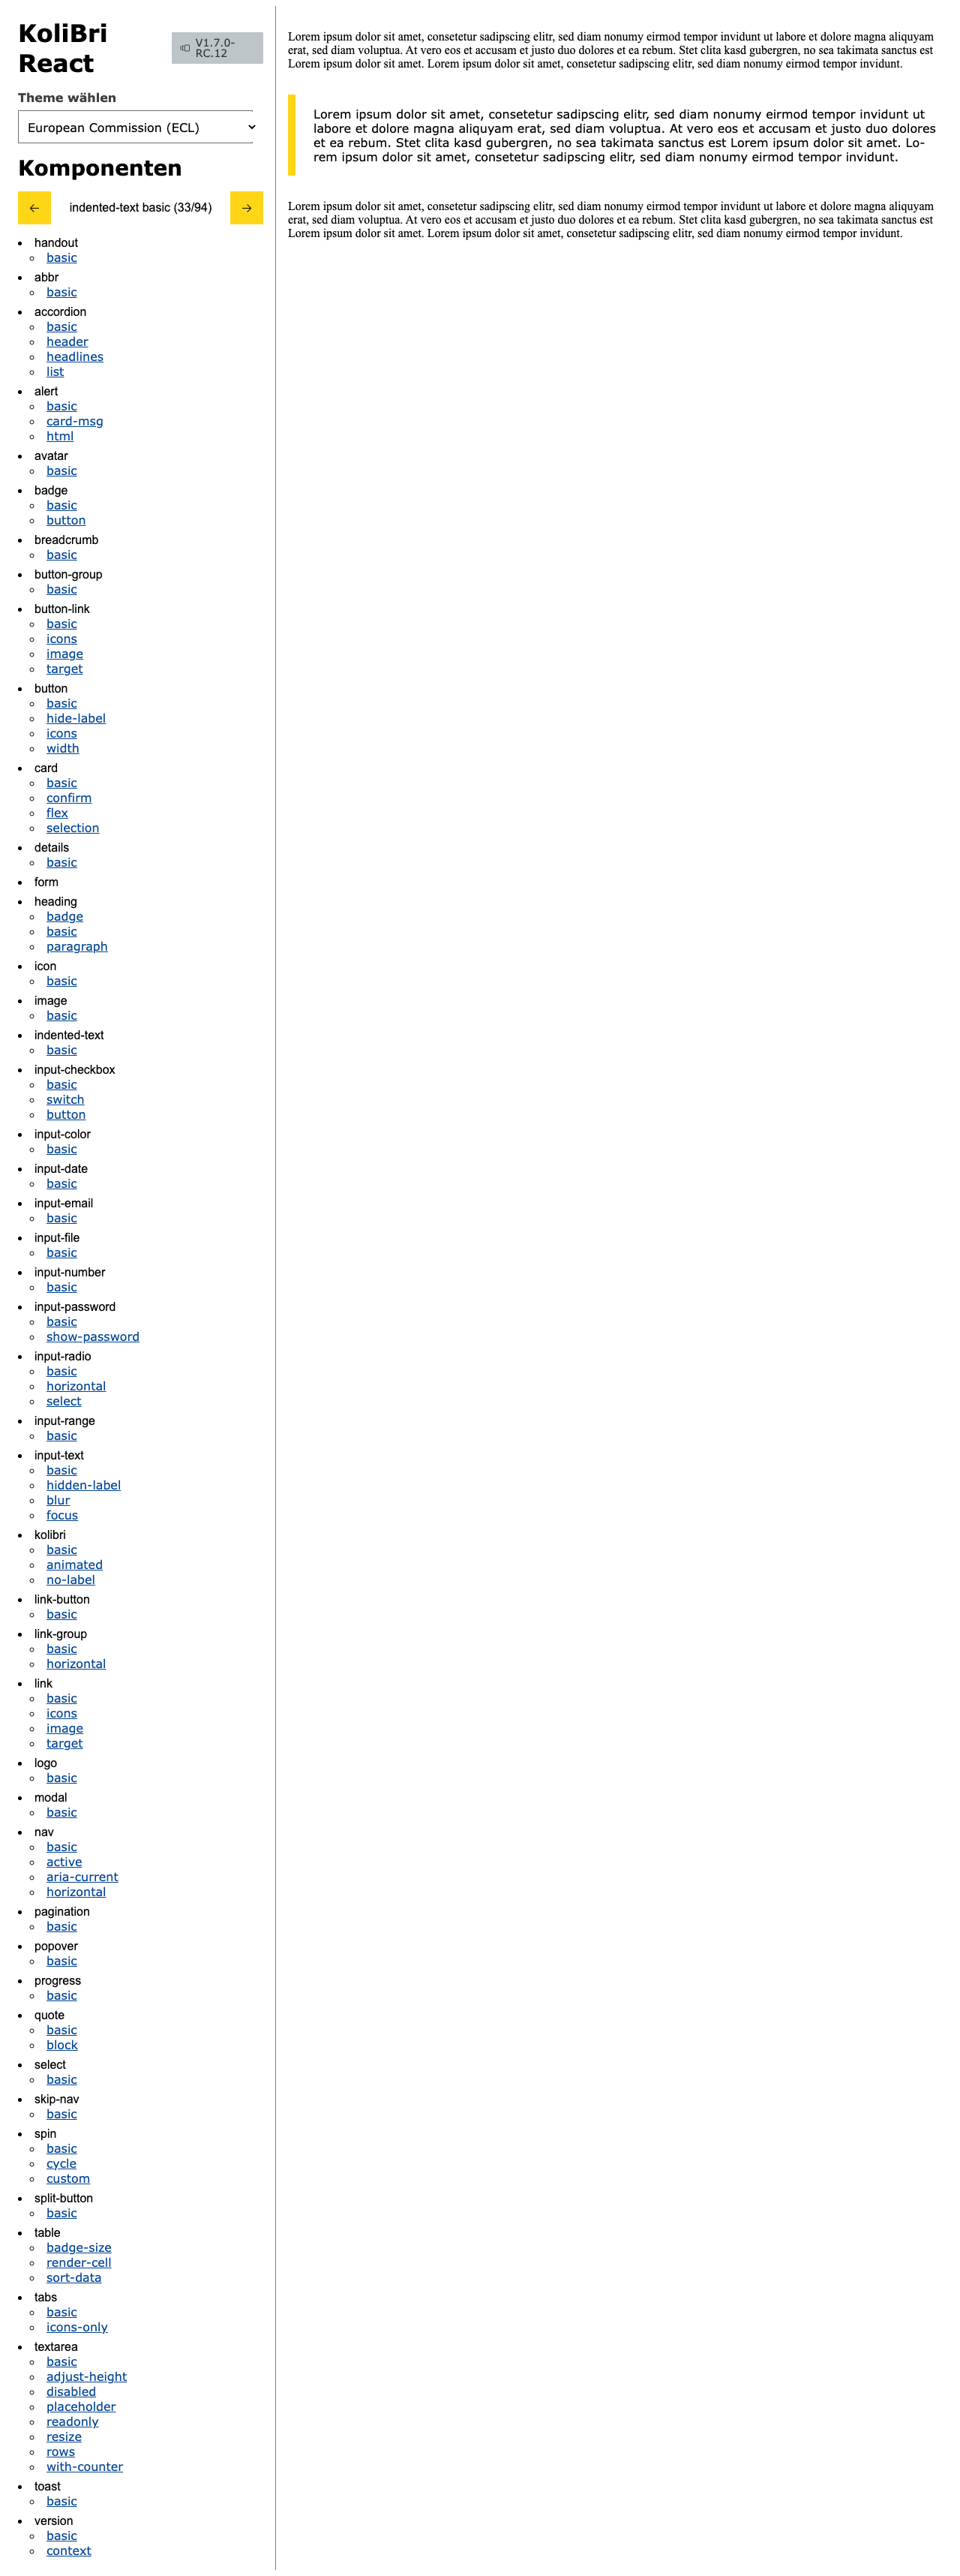 KoliBri
React
V1.7.0-
RC.12
Theme wählen
European Commission (ECL)
Komponenten
← indented-text basic (33/94) →
handout
basic
abbr
basic
accordion
basic
header
headlines
list
alert
basic
card-msg
html
avatar
basic
badge
basic
button
breadcrumb
basic
button-group
basic
button-link
basic
icons
image
target
button
basic
hide-label
icons
width
card
basic
confirm
flex
selection
details
basic
form
heading
badge
basic
paragraph
icon
basic
image
basic
indented-text
basic
input-checkbox
basic
switch
button
input-color
basic
input-date
basic
input-email
basic
input-file
basic
input-number
basic
input-password
basic
show-password
input-radio
basic
horizontal
select
input-range
basic
input-text
basic
hidden-label
blur
focus
kolibri
basic
animated
no-label
link-button
basic
link-group
basic
horizontal
link
basic
icons
image
target
logo
basic
modal
basic
nav
basic
active
aria-current
horizontal
pagination
basic
popover
basic
progress
basic
quote
basic
block
select
basic
skip-nav
basic
spin
basic
cycle
custom
split-button
basic
table
badge-size
render-cell
sort-data
tabs
basic
icons-only
textarea
basic
adjust-height
disabled
placeholder
readonly
resize
rows
with-counter
toast
basic
version
basic
context
Lorem ipsum dolor sit amet, consetetur sadipscing elitr, sed diam nonumy eirmod tempor invidunt ut labore et dolore magna aliquyam
erat, sed diam voluptua. At vero eos et accusam et justo duo dolores et ea rebum. Stet clita kasd gubergren, no sea takimata sanctus est
Lorem ipsum dolor sit amet. Lorem ipsum dolor sit amet, consetetur sadipscing elitr, sed diam nonumy eirmod tempor invidunt.
Lorem ipsum dolor sit amet, consetetur sadipscing elitr, sed diam nonumy eirmod tempor invidunt ut
labore et dolore magna aliquyam erat, sed diam voluptua. At vero eos et accusam et justo duo dolores
et ea rebum. Stet clita kasd gubergren, no sea takimata sanctus est Lorem ipsum dolor sit amet. Lo-
rem ipsum dolor sit amet, consetetur sadipscing elitr, sed diam nonumy eirmod tempor invidunt.
Lorem ipsum dolor sit amet, consetetur sadipscing elitr, sed diam nonumy eirmod tempor invidunt ut labore et dolore magna aliquyam
erat, sed diam voluptua. At vero eos et accusam et justo duo dolores et ea rebum. Stet clita kasd gubergren, no sea takimata sanctus est
Lorem ipsum dolor sit amet. Lorem ipsum dolor sit amet, consetetur sadipscing elitr, sed diam nonumy eirmod tempor invidunt.